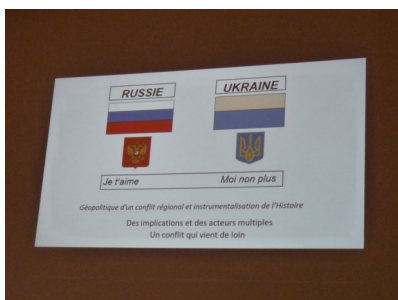 RUSSIE
UKRAINE
Je t'aime
Moi non plus
Géopolitique d'un conflit régional et instrumentalisation de l'Histoire
Des implications et des acteurs multiples
Un conflit qui vient de loin